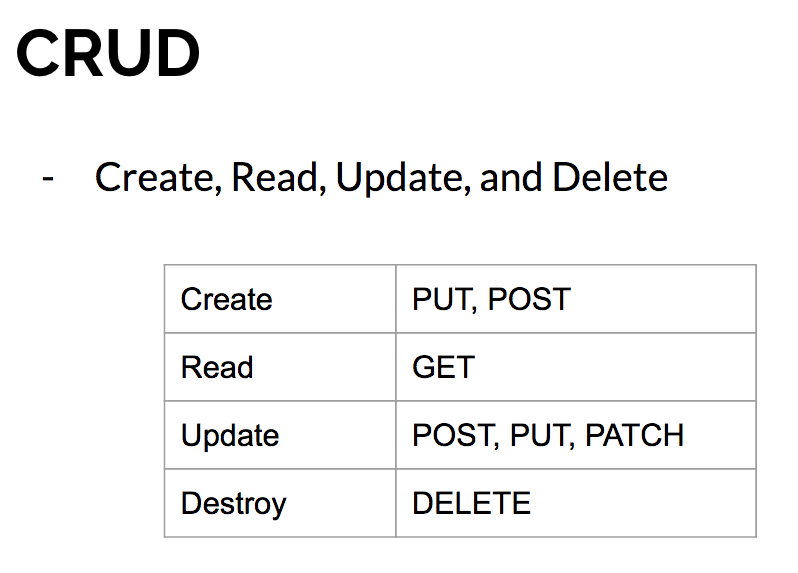 CRUD
- Create, Read, Update, and Delete
Create PUT, POST
Read GET
Update POST, PUT, PATCH
Destroy DELETE